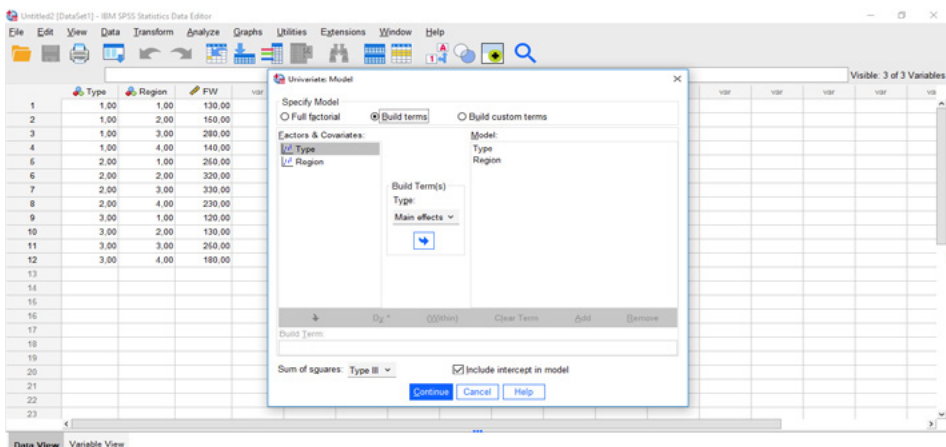 Untitled2 [DataSet1] - IBM SPSS Statistics Data Editor
File Edit View Data Transform Analyze Graphs Utilities Extensions Window Help
Visible: 3 of 3 Variables
Type Region FW var var var var var va
1 1,00 1,00 130,00
2 1,00 2,00 150,00
3 1,00 3,00 280,00
4 1,00 4,00 140,00
5 2,00 1,00 260,00
6 2,00 2,00 320,00
7 2,00 3,00 330,00
8 2,00 4,00 230,00
9 3,00 1,00 120,00
10 3,00 2,00 130,00
11 3,00 3,00 250,00
12 3,00 4,00 180,00
13
14
15
16
17
18
19
20
21
22
23
Data View Variable View
Univariate: Model
Specify Model
Full factorial Build terms Build custom terms
Factors & Covariates: Model:
Type Type
Region Region
Build Term(s)
Type:
Main effects
By * (Within) Clear Term Add Remove
Build Term:
Sum of squares: Type III Include intercept in model
Continue Cancel Help